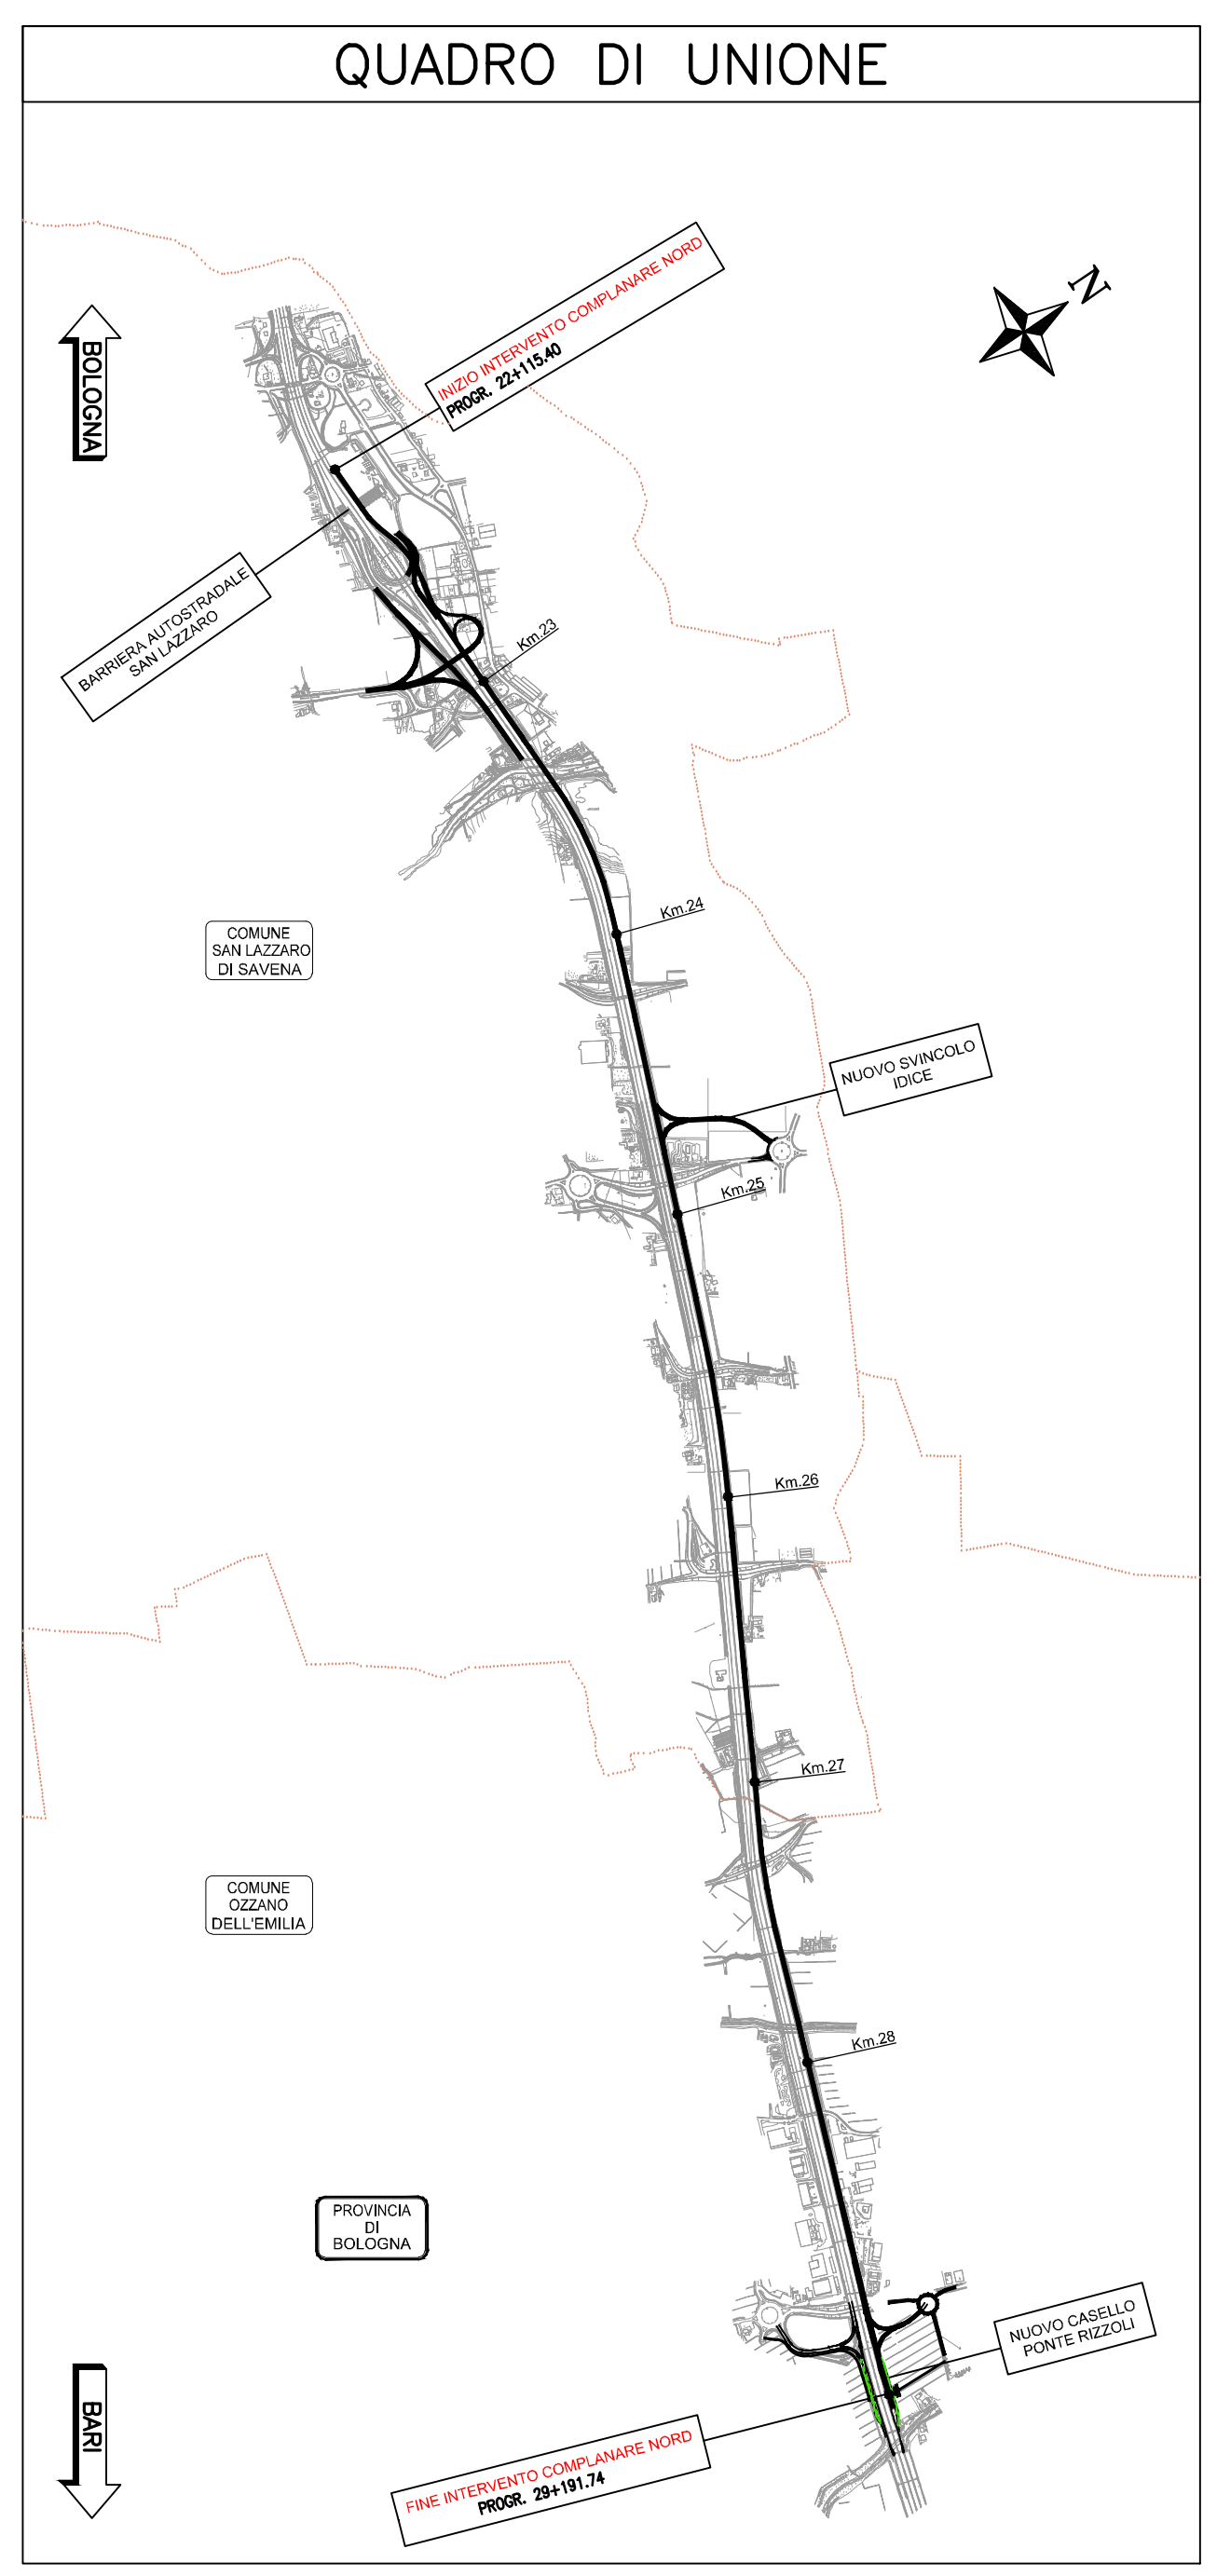 QUADRO DI UNIONE
INIZIO INTERVENTO COMPLANARE NORD
PROGR. 22+115.40
N
BOLOGNA
BARRIERA AUTOSTRADALE
SAN LAZZARO
Km.23
Km.24
COMUNE
SAN LAZZARO
DI SAVENA
NUOVO SVINCOLO
IDICE
Km.25
Km.26
Km.27
COMUNE
OZZANO
DELL'EMILIA
Km.28
PROVINCIA
DI
BOLOGNA
NUOVO CASELLO
PONTE RIZZOLI
BARI
FINE INTERVENTO COMPLANARE NORD
PROGR. 29+191.74